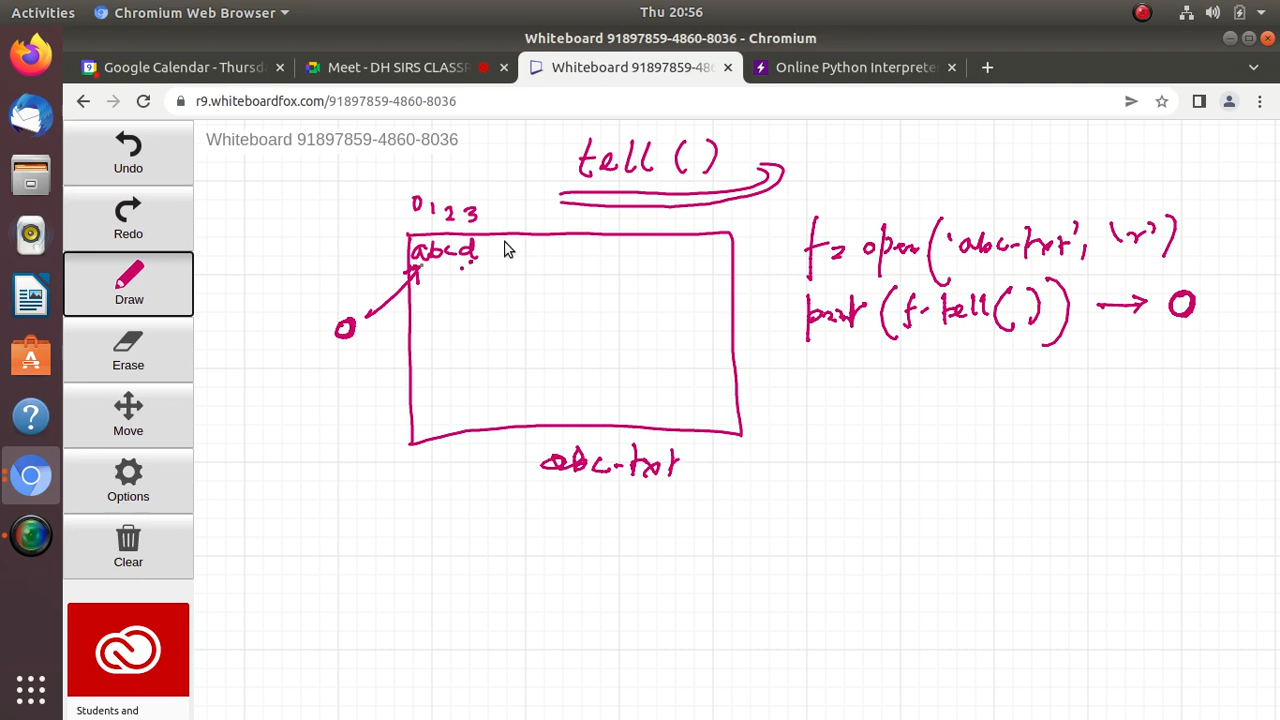 Activities
Chromium Web Browser
Thu 20:56
Whiteboard 91897859-4860-8036 - Chromium
Google Calendar - Thursd
Meet - DH SIRS CLASSR
Whiteboard 91897859-486
Online Python Interprete
r9.whiteboardfox.com/91897859-4860-8036
Whiteboard 91897859-4860-8036
Undo
Redo
Draw
Erase
Move
Options
Clear
Students and
tell ( )
0 1 2 3
abcd
0
abc-txt
f= open ('abc-txt', 'r')
print (f.tell( )) → 0